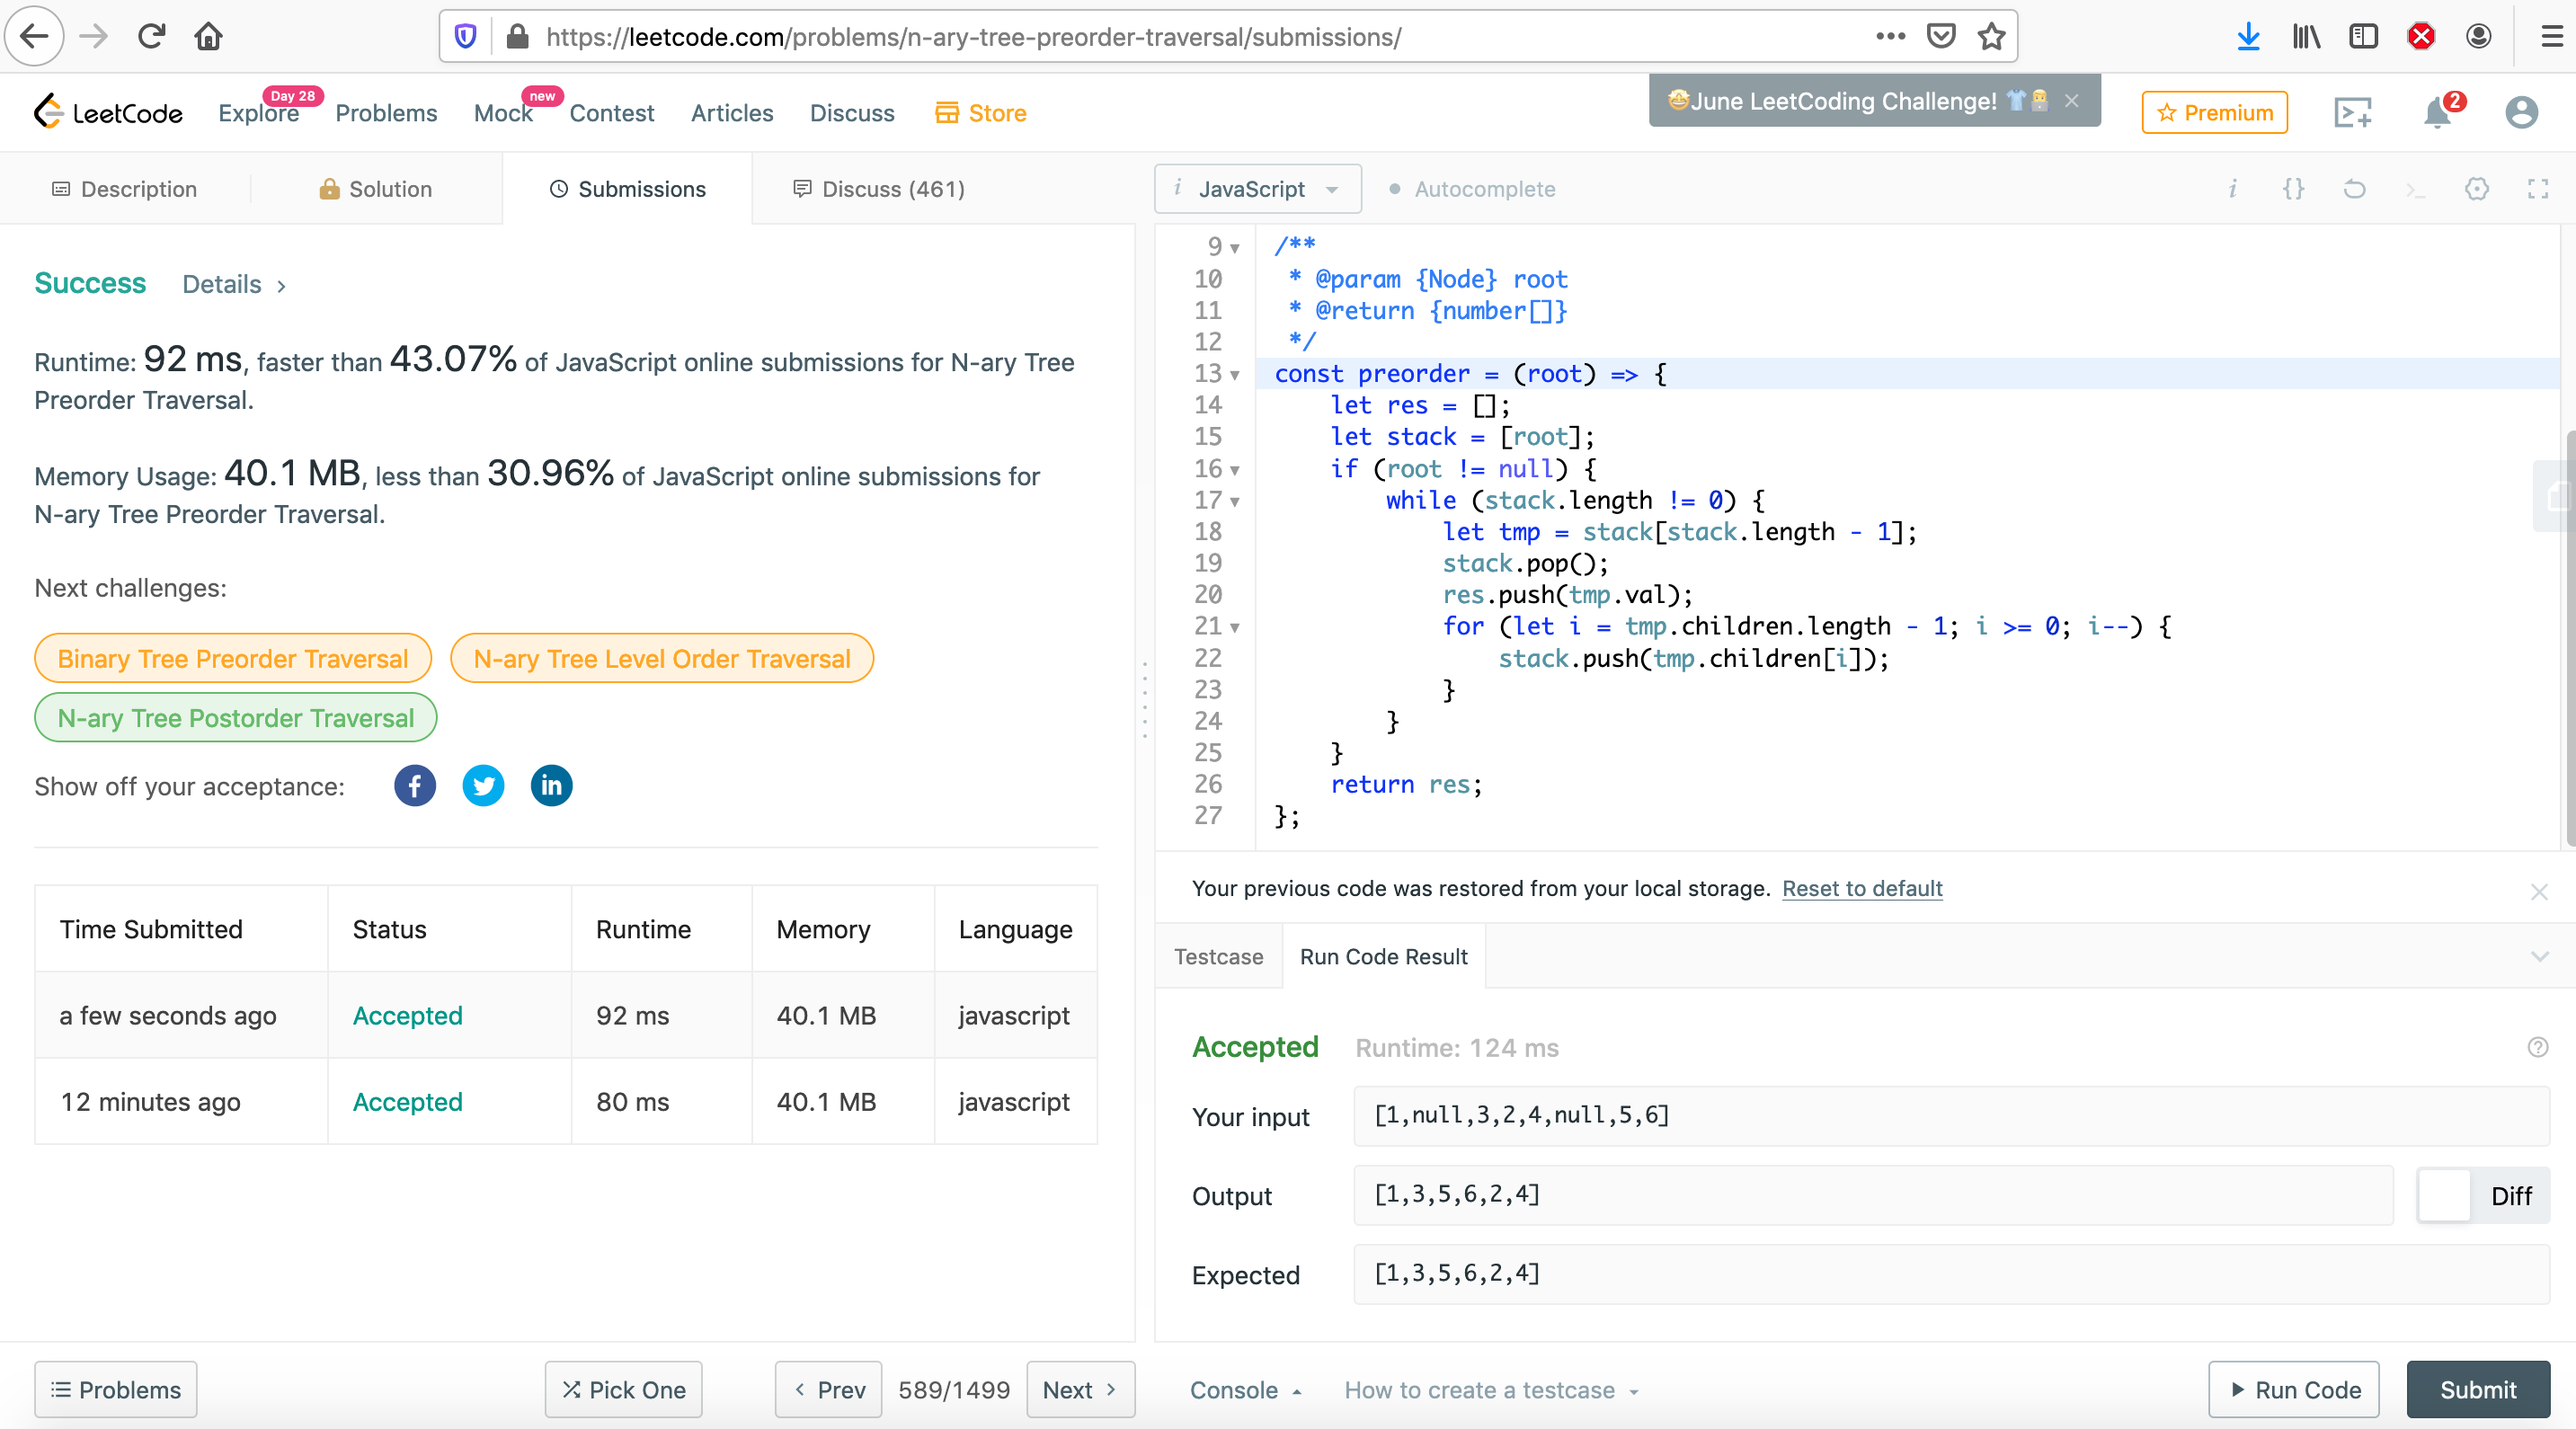 https://leetcode.com/problems/n-ary-tree-preorder-traversal/submissions/
LeetCode
Explore
Day 28
Problems
Mock
new
Contest
Articles
Discuss
Store
🤩June LeetCoding Challenge! 👕👨‍💻
Premium
2
Description
Solution
Submissions
Discuss (461)
Success Details
Runtime: 92 ms, faster than 43.07% of JavaScript online submissions for N-ary Tree
Preorder Traversal.
Memory Usage: 40.1 MB, less than 30.96% of JavaScript online submissions for
N-ary Tree Preorder Traversal.
Next challenges:
Binary Tree Preorder Traversal
N-ary Tree Level Order Traversal
N-ary Tree Postorder Traversal
Show off your acceptance:
Time Submitted Status Runtime Memory Language
a few seconds ago Accepted 92 ms 40.1 MB javascript
12 minutes ago Accepted 80 ms 40.1 MB javascript
Problems
Pick One
Prev
589/1499
Next
i JavaScript
Autocomplete
9 /**
10  * @param {Node} root
11  * @return {number[]}
12  */
13 const preorder = (root) => {
14     let res = [];
15     let stack = [root];
16     if (root != null) {
17         while (stack.length != 0) {
18             let tmp = stack[stack.length - 1];
19             stack.pop();
20             res.push(tmp.val);
21             for (let i = tmp.children.length - 1; i >= 0; i--) {
22                 stack.push(tmp.children[i]);
23             }
24         }
25     }
26     return res;
27 };
Your previous code was restored from your local storage. Reset to default
Testcase
Run Code Result
Accepted Runtime: 124 ms
Your input [1,null,3,2,4,null,5,6]
Output [1,3,5,6,2,4] Diff
Expected [1,3,5,6,2,4]
Console
How to create a testcase
Run Code
Submit